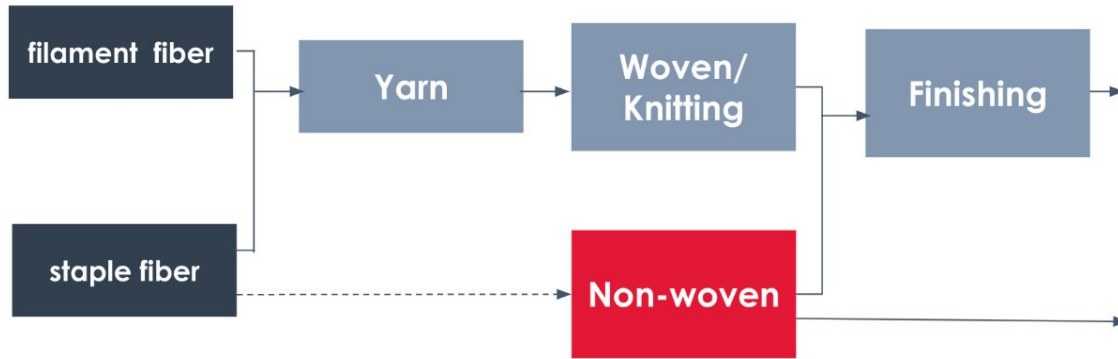 filament fiber
Yarn
Woven/
Knitting
Finishing
staple fiber
Non-woven